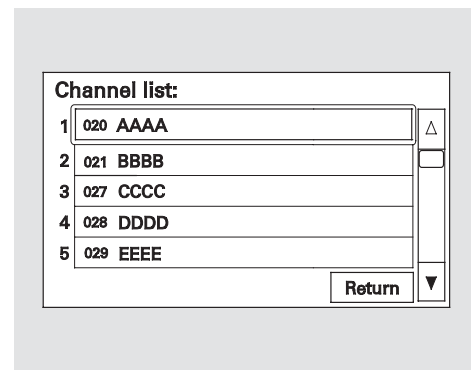 Channel list:
1 020 AAAA
2 021 BBBB
3 027 CCCC
4 028 DDDD
5 029 EEEE
Return